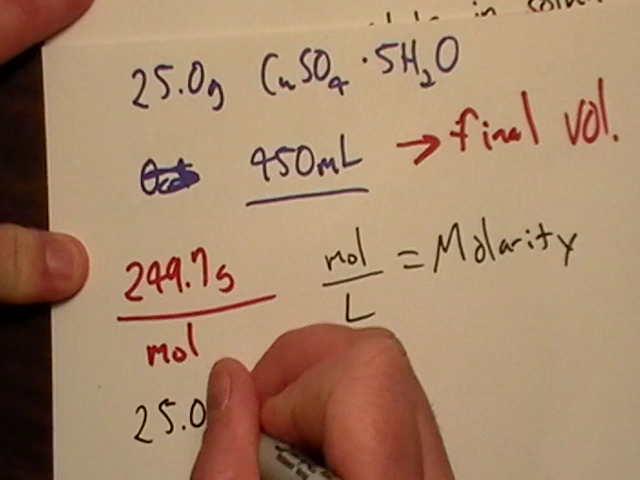 25.0g CuSO4 · 5H2O
450mL → final vol.
249.7g
mol
mol = Molarity
L
25.0